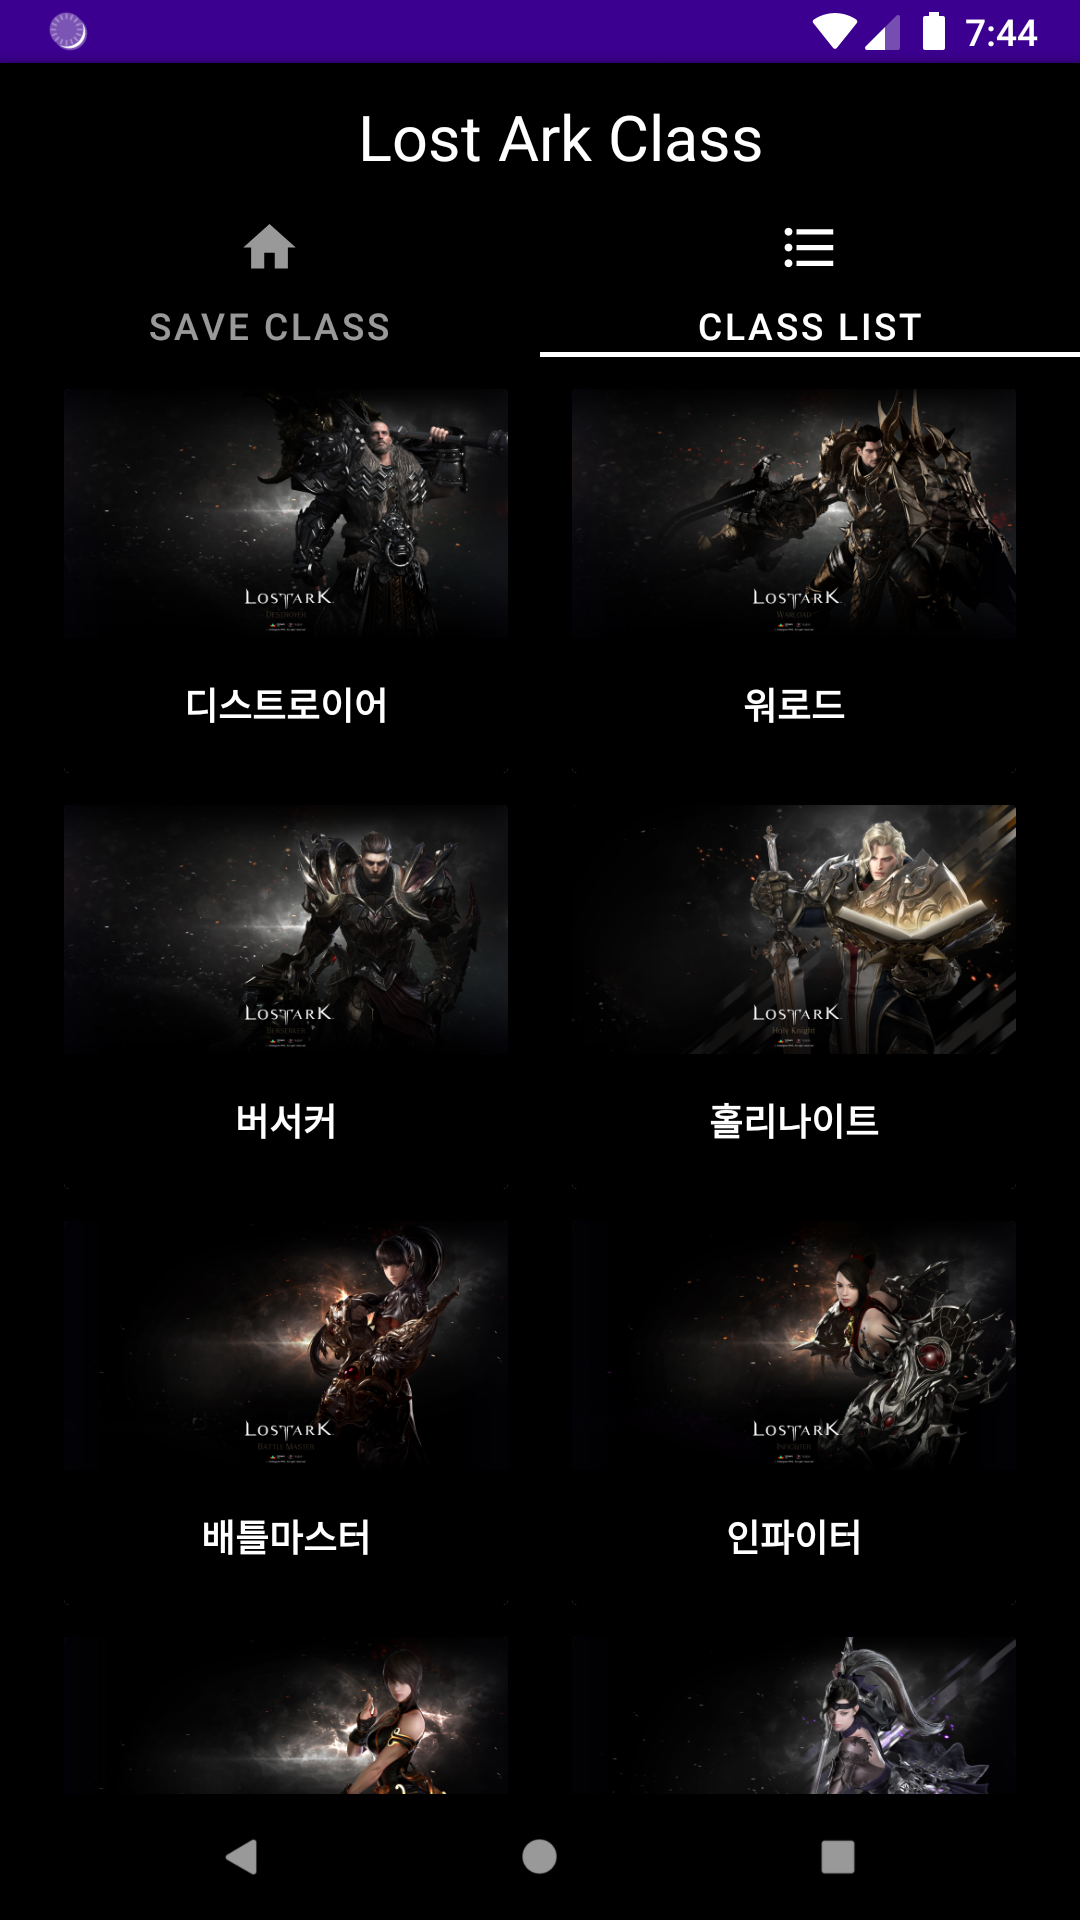 7:44
Lost Ark Class
SAVE CLASS
CLASS LIST
LOSTARK
DESTROYER
LOSTARK
WARLORD
디스트로이어
워로드
LOSTARK
BERSERKER
LOSTARK
Holy Knight
버서커
홀리나이트
LOSTARK
BATTLE MASTER
LOSTARK
INFIGHTER
배틀마스터
인파이터